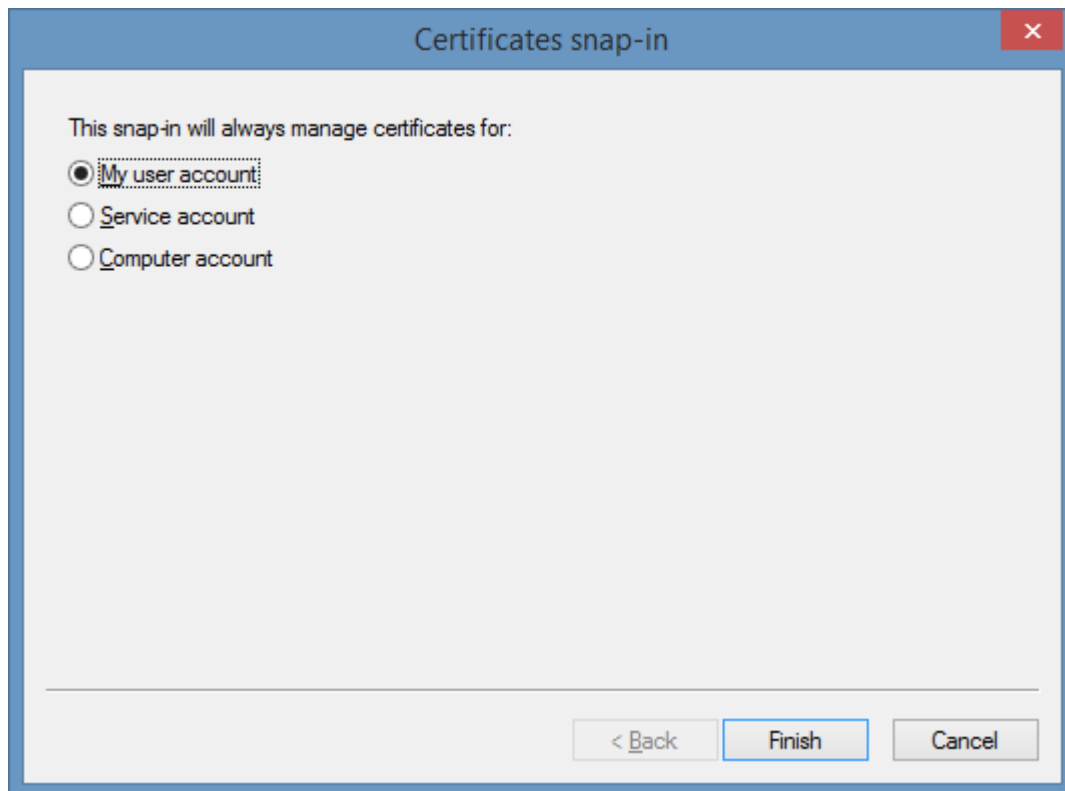 Certificates snap-in
This snap-in will always manage certificates for:
My user account
Service account
Computer account
< Back
Finish
Cancel